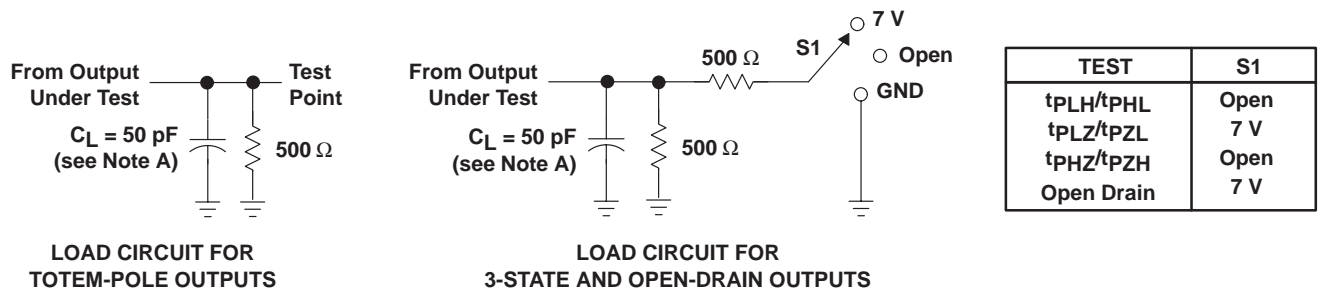 From Output
Under Test
Test
Point
CL = 50 pF
(see Note A)
500 Ω
LOAD CIRCUIT FOR
TOTEM-POLE OUTPUTS
7 V
S1
Open
500 Ω
From Output
Under Test
GND
CL = 50 pF
(see Note A)
500 Ω
LOAD CIRCUIT FOR
3-STATE AND OPEN-DRAIN OUTPUTS
TEST S1
tPLH/tPHL Open
tPLZ/tPZL 7 V
tPHZ/tPZH Open
Open Drain 7 V